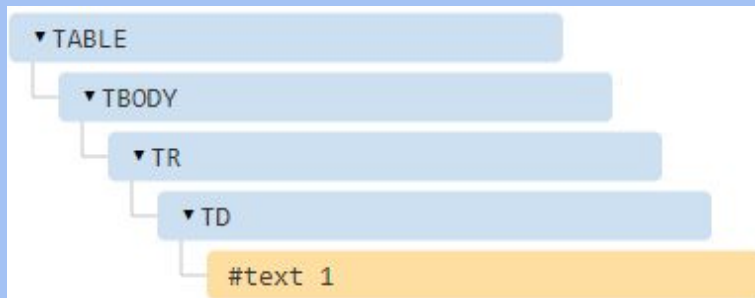 ▾ TABLE
▾ TBODY
▾ TR
▾ TD
#text 1